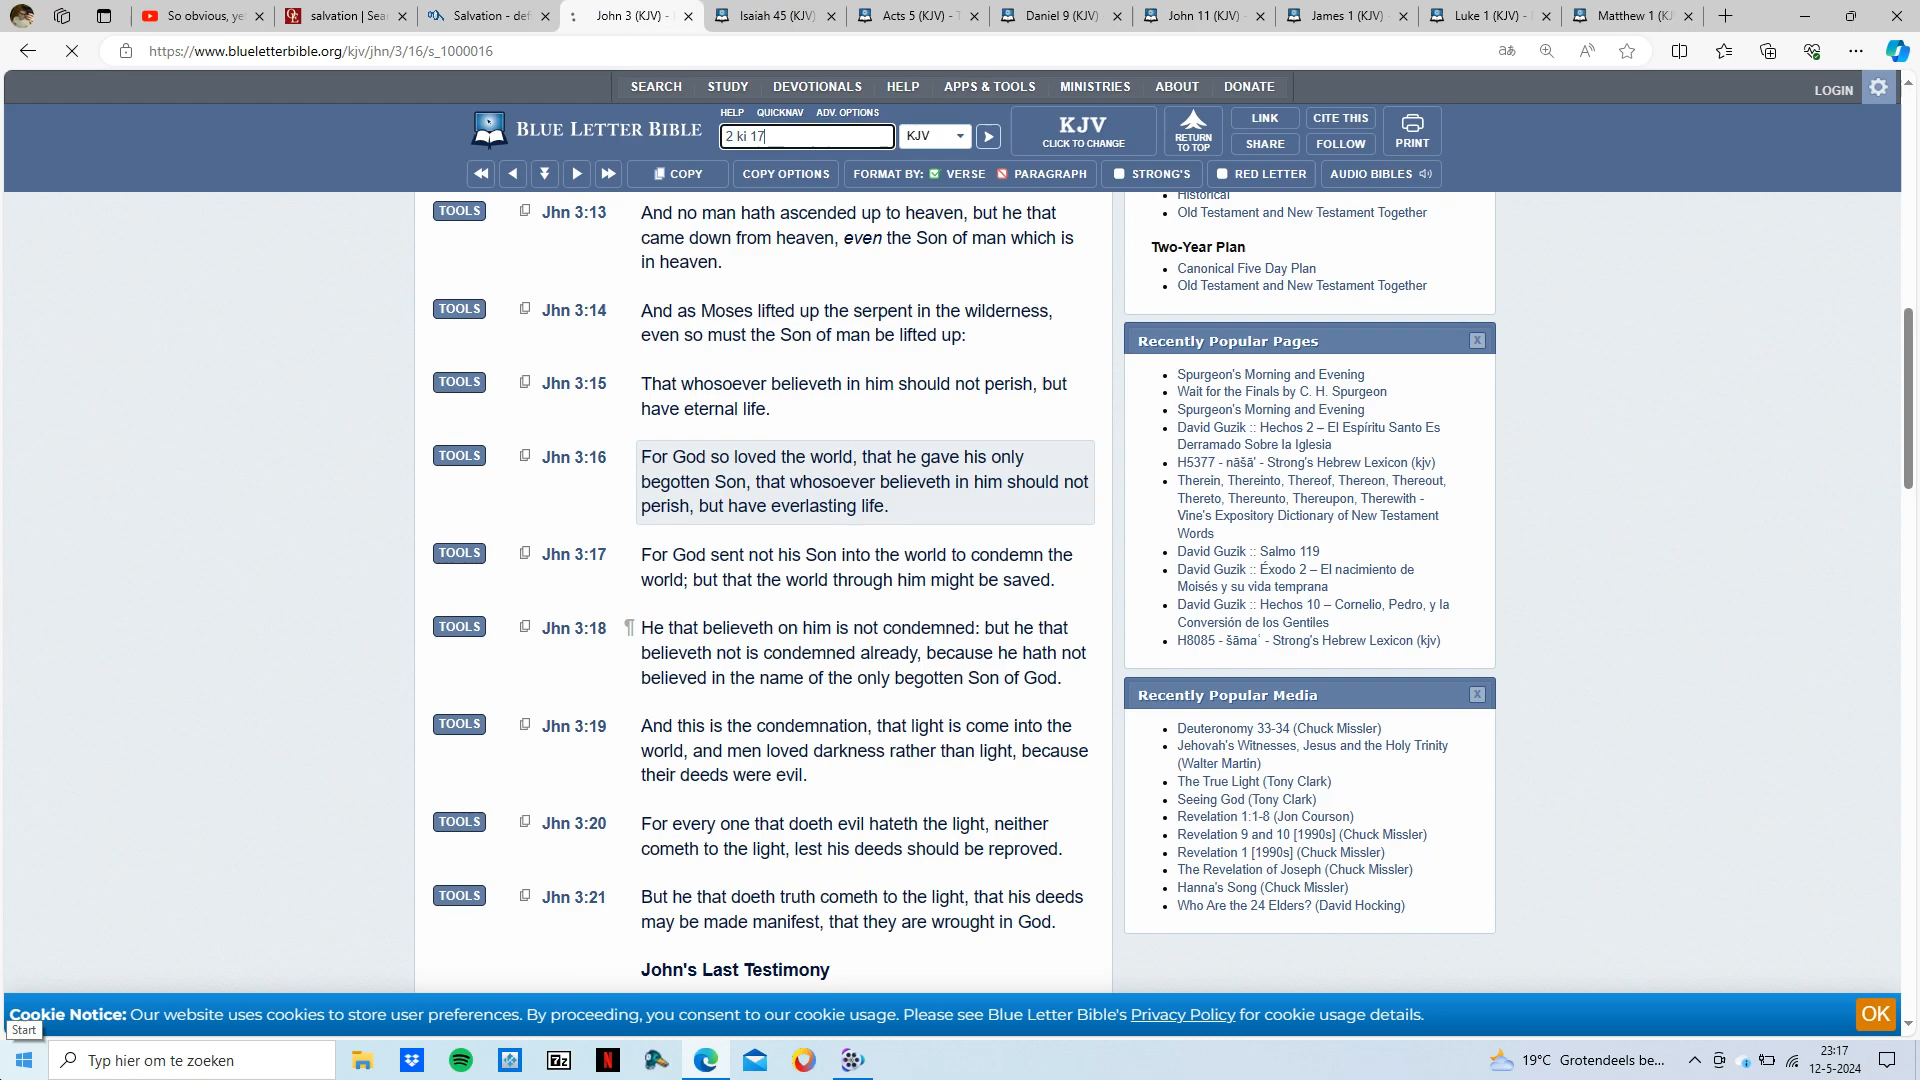 So obvious, ye
salvation | Sea
Salvation - def
John 3 (KJV) -
Isaiah 45 (KJV)
Acts 5 (KJV) - T
Daniel 9 (KJV)
John 11 (KJV)
James 1 (KJV)
Luke 1 (KJV) -
Matthew 1 (KJ
https://www.blueletterbible.org/kjv/jhn/3/16/s_1000016
SEARCH STUDY DEVOTIONALS HELP APPS & TOOLS MINISTRIES ABOUT DONATE
LOGIN
BLUE LETTER BIBLE
HELP QUICKNAV ADV. OPTIONS
2 ki 17
KJV
KJV
CLICK TO CHANGE
RETURN
TO TOP
LINK
CITE THIS
SHARE
FOLLOW
PRINT
COPY
COPY OPTIONS
FORMAT BY: VERSE PARAGRAPH
STRONG'S
RED LETTER
AUDIO BIBLES
TOOLS Jhn 3:13 And no man hath ascended up to heaven, but he that
came down from heaven, even the Son of man which is
in heaven.
TOOLS Jhn 3:14 And as Moses lifted up the serpent in the wilderness,
even so must the Son of man be lifted up:
TOOLS Jhn 3:15 That whosoever believeth in him should not perish, but
have eternal life.
TOOLS Jhn 3:16 For God so loved the world, that he gave his only
begotten Son, that whosoever believeth in him should not
perish, but have everlasting life.
TOOLS Jhn 3:17 For God sent not his Son into the world to condemn the
world; but that the world through him might be saved.
TOOLS Jhn 3:18 ¶ He that believeth on him is not condemned: but he that
believeth not is condemned already, because he hath not
believed in the name of the only begotten Son of God.
TOOLS Jhn 3:19 And this is the condemnation, that light is come into the
world, and men loved darkness rather than light, because
their deeds were evil.
TOOLS Jhn 3:20 For every one that doeth evil hateth the light, neither
cometh to the light, lest his deeds should be reproved.
TOOLS Jhn 3:21 But he that doeth truth cometh to the light, that his deeds
may be made manifest, that they are wrought in God.
John's Last Testimony
Historical
Old Testament and New Testament Together
Two-Year Plan
Canonical Five Day Plan
Old Testament and New Testament Together
Recently Popular Pages
Spurgeon's Morning and Evening
Wait for the Finals by C. H. Spurgeon
Spurgeon's Morning and Evening
David Guzik :: Hechos 2 – El Espíritu Santo Es
Derramado Sobre la Iglesia
H5377 - nāšā' - Strong's Hebrew Lexicon (kjv)
Therein, Thereinto, Thereof, Thereon, Thereout,
Thereto, Thereunto, Thereupon, Therewith -
Vine's Expository Dictionary of New Testament
Words
David Guzik :: Salmo 119
David Guzik :: Éxodo 2 – El nacimiento de
Moisés y su vida temprana
David Guzik :: Hechos 10 – Cornelio, Pedro, y la
Conversión de los Gentiles
H8085 - šāmaʿ - Strong's Hebrew Lexicon (kjv)
Recently Popular Media
Deuteronomy 33-34 (Chuck Missler)
Jehovah's Witnesses, Jesus and the Holy Trinity
(Walter Martin)
The True Light (Tony Clark)
Seeing God (Tony Clark)
Revelation 1:1-8 (Jon Courson)
Revelation 9 and 10 [1990s] (Chuck Missler)
Revelation 1 [1990s] (Chuck Missler)
The Revelation of Joseph (Chuck Missler)
Hanna's Song (Chuck Missler)
Who Are the 24 Elders? (David Hocking)
Cookie Notice: Our website uses cookies to store user preferences. By proceeding, you consent to our cookie usage. Please see Blue Letter Bible's Privacy Policy for cookie usage details.
OK
Start
Typ hier om te zoeken
19°C Grotendeels be...
23:17
12-5-2024